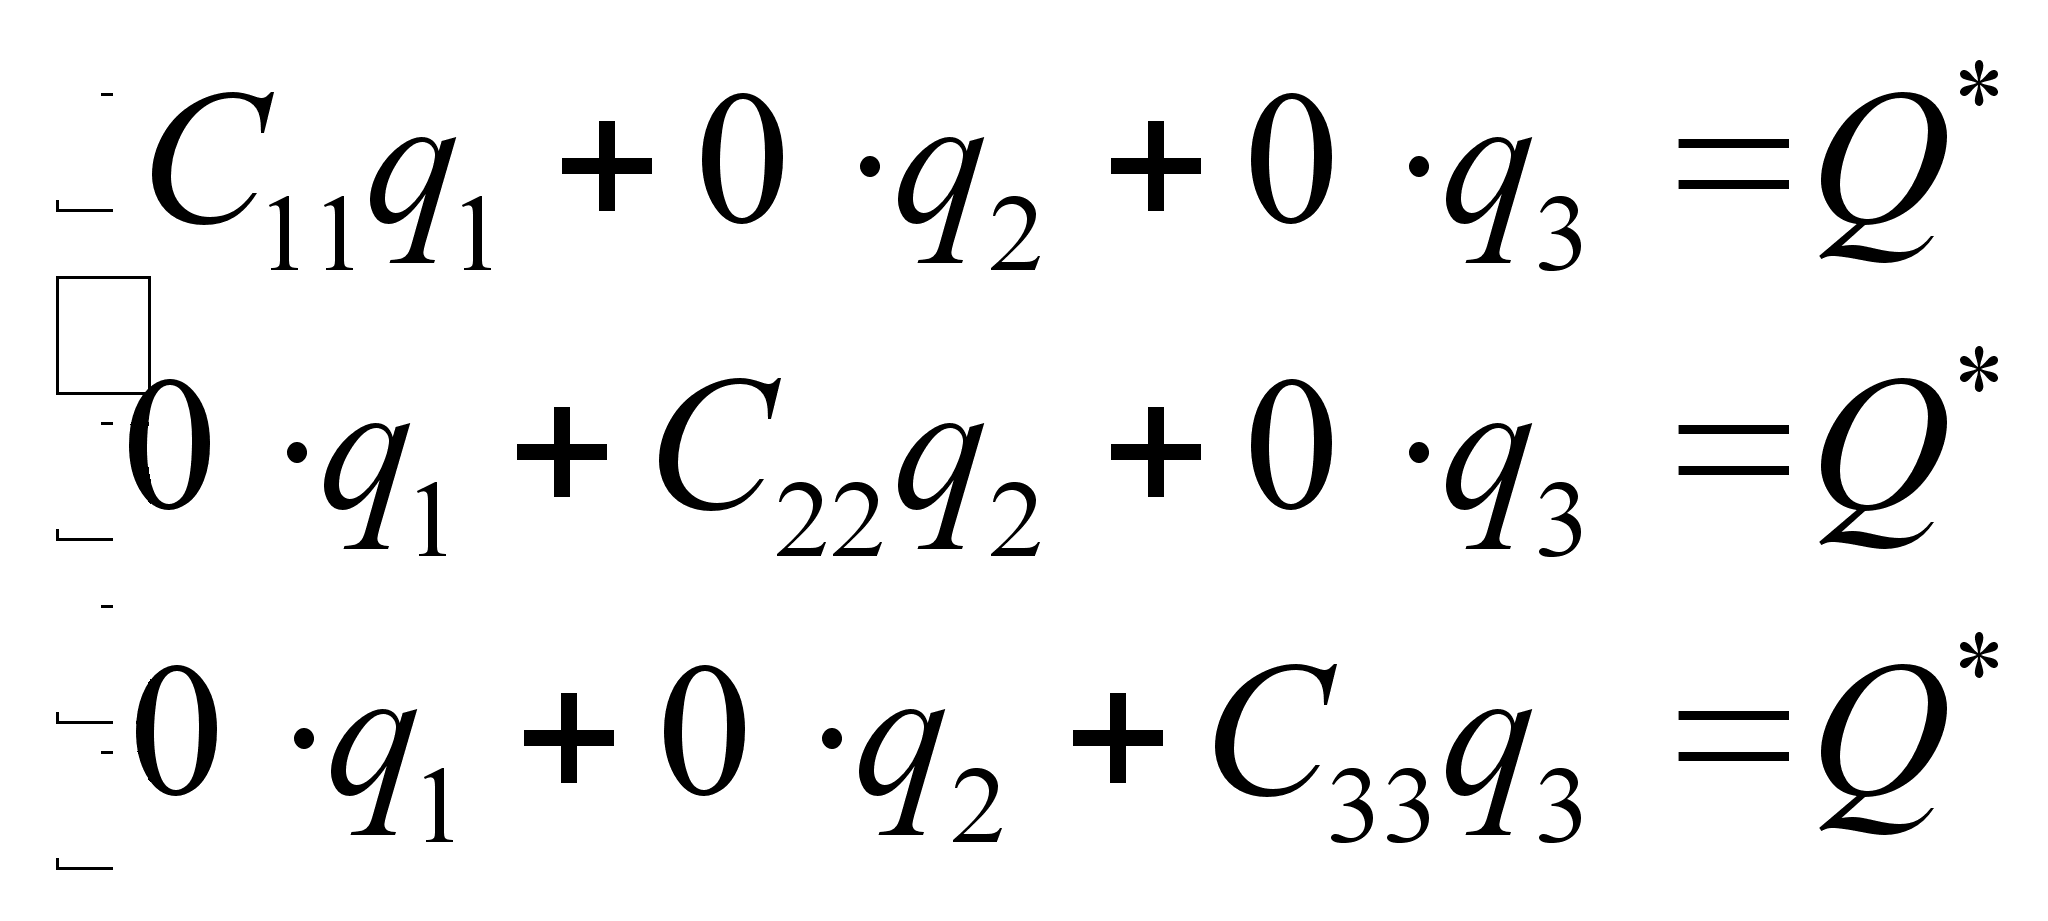 C₁₁q₁ + 0 · q₂ + 0 · q₃ = Q*
0 · q₁ + C₂₂q₂ + 0 · q₃ = Q*
0 · q₁ + 0 · q₂ + C₃₃q₃ = Q*